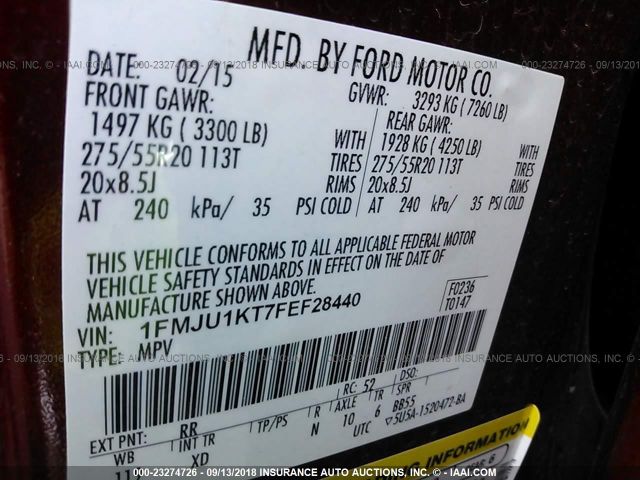 000-23274726 - 09/13/2018 INSURANCE AUTO AUCTIONS, INC. - © IAAI.COM
MFD. BY FORD MOTOR CO.
DATE: 02/15
GVWR: 3293 KG ( 7260 LB)
FRONT GAWR:
REAR GAWR:
1497 KG ( 3300 LB) WITH
1928 KG ( 4250 LB) WITH
275/55R20 113T TIRES
275/55R20 113T TIRES
20x8.5J RIMS
20x8.5J RIMS
AT 240 kPa/ 35 PSI COLD
AT 240 kPa/ 35 PSI COLD
THIS VEHICLE CONFORMS TO ALL APPLICABLE FEDERAL MOTOR
VEHICLE SAFETY STANDARDS IN EFFECT ON THE DATE OF
MANUFACTURE SHOWN ABOVE.
F0236
T0147
VIN: 1FMJU1KT7FEF28440
TYPE: MPV
EXT PNT: RR RC: 52 DSO:
WB INT TR TP/PS R AXLE TR SPR
XD N 10 6 BB55
UTC ▽5U5A-1520472-BA
INFORMATION